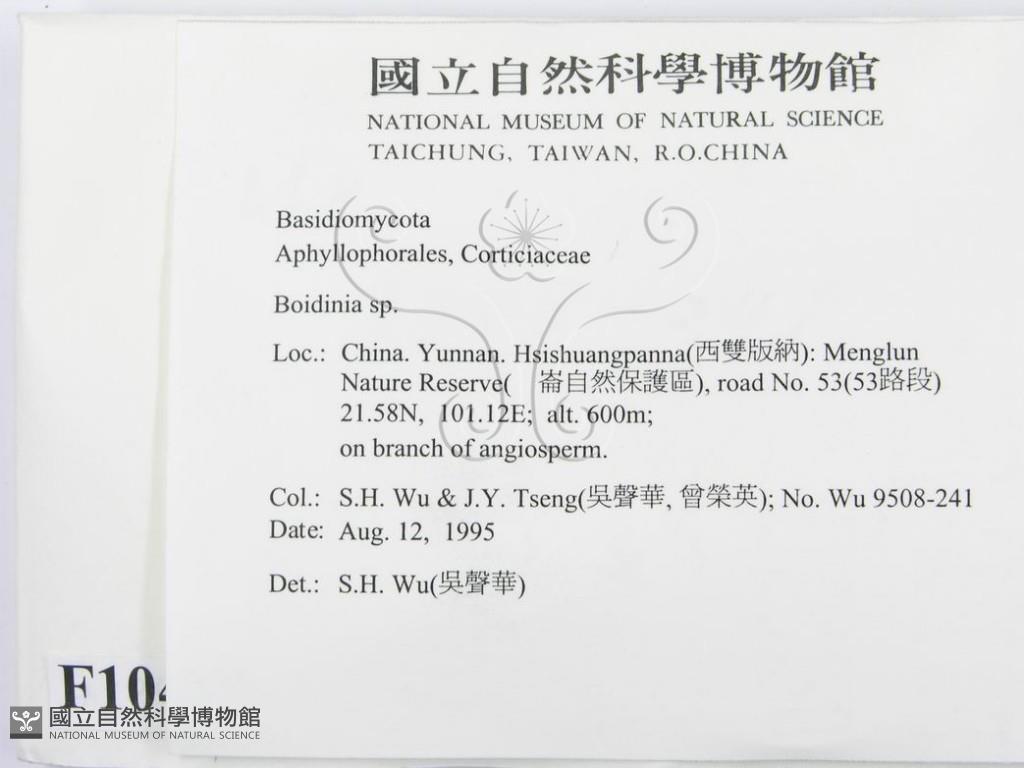 國立自然科學博物館
NATIONAL MUSEUM OF NATURAL SCIENCE
TAICHUNG, TAIWAN, R.O.CHINA
Basidiomycota
Aphyllophorales, Corticiaceae
Boidinia sp.
Loc.: China. Yunnan. Hsishuangpanna(西雙版納): Menglun
Nature Reserve( 崙自然保護區), road No. 53(53路段)
21.58N, 101.12E; alt. 600m;
on branch of angiosperm.
Col.: S.H. Wu & J.Y. Tseng(吳聲華, 曾榮英); No. Wu 9508-241
Date: Aug. 12, 1995
Det.: S.H. Wu(吳聲華)
F104
國立自然科學博物館
NATIONAL MUSEUM OF NATURAL SCIENCE